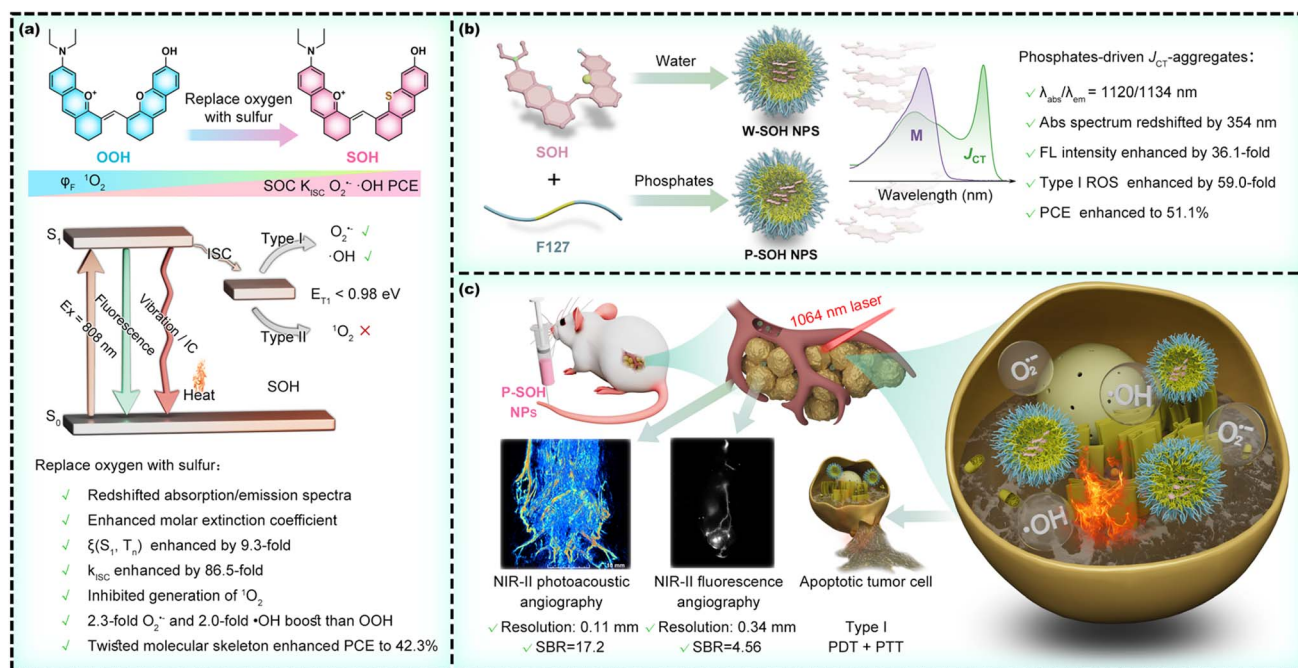 (a)
N
OH
O⁺
O
OOH
Replace oxygen
with sulfur
N
OH
O⁺
S
SOH
φF ¹O₂
SOC KISC O₂•⁻ ·OH PCE
S₁
ISC
Type I
O₂•⁻ ✓
·OH ✓
ET1 < 0.98 eV
Type II
¹O₂ ×
Ex = 808 nm
Fluorescence
Vibration / IC
Heat
SOH
S₀
Replace oxygen with sulfur:
✓ Redshifted absorption/emission spectra
✓ Enhanced molar extinction coefficient
✓ ξ(S₁, Tn) enhanced by 9.3-fold
✓ kISC enhanced by 86.5-fold
✓ Inhibited generation of ¹O₂
✓ 2.3-fold O₂•⁻ and 2.0-fold •OH boost than OOH
✓ Twisted molecular skeleton enhanced PCE to 42.3%
(b)
SOH
+
F127
Water
Phosphates
W-SOH NPS
P-SOH NPS
M
JCT
Wavelength (nm)
Phosphates-driven JCT-aggregates:
✓ λabs/λem = 1120/1134 nm
✓ Abs spectrum redshifted by 354 nm
✓ FL intensity enhanced by 36.1-fold
✓ Type I ROS enhanced by 59.0-fold
✓ PCE enhanced to 51.1%
(c)
P-SOH
NPs
1064 nm laser
10 mm
NIR-II photoacoustic
angiography
✓ Resolution: 0.11 mm
✓ SBR=17.2
NIR-II fluorescence
angiography
✓ Resolution: 0.34 mm
✓ SBR=4.56
Apoptotic tumor cell
Type I
PDT + PTT
O₂•⁻
·OH
O₂•⁻
·OH